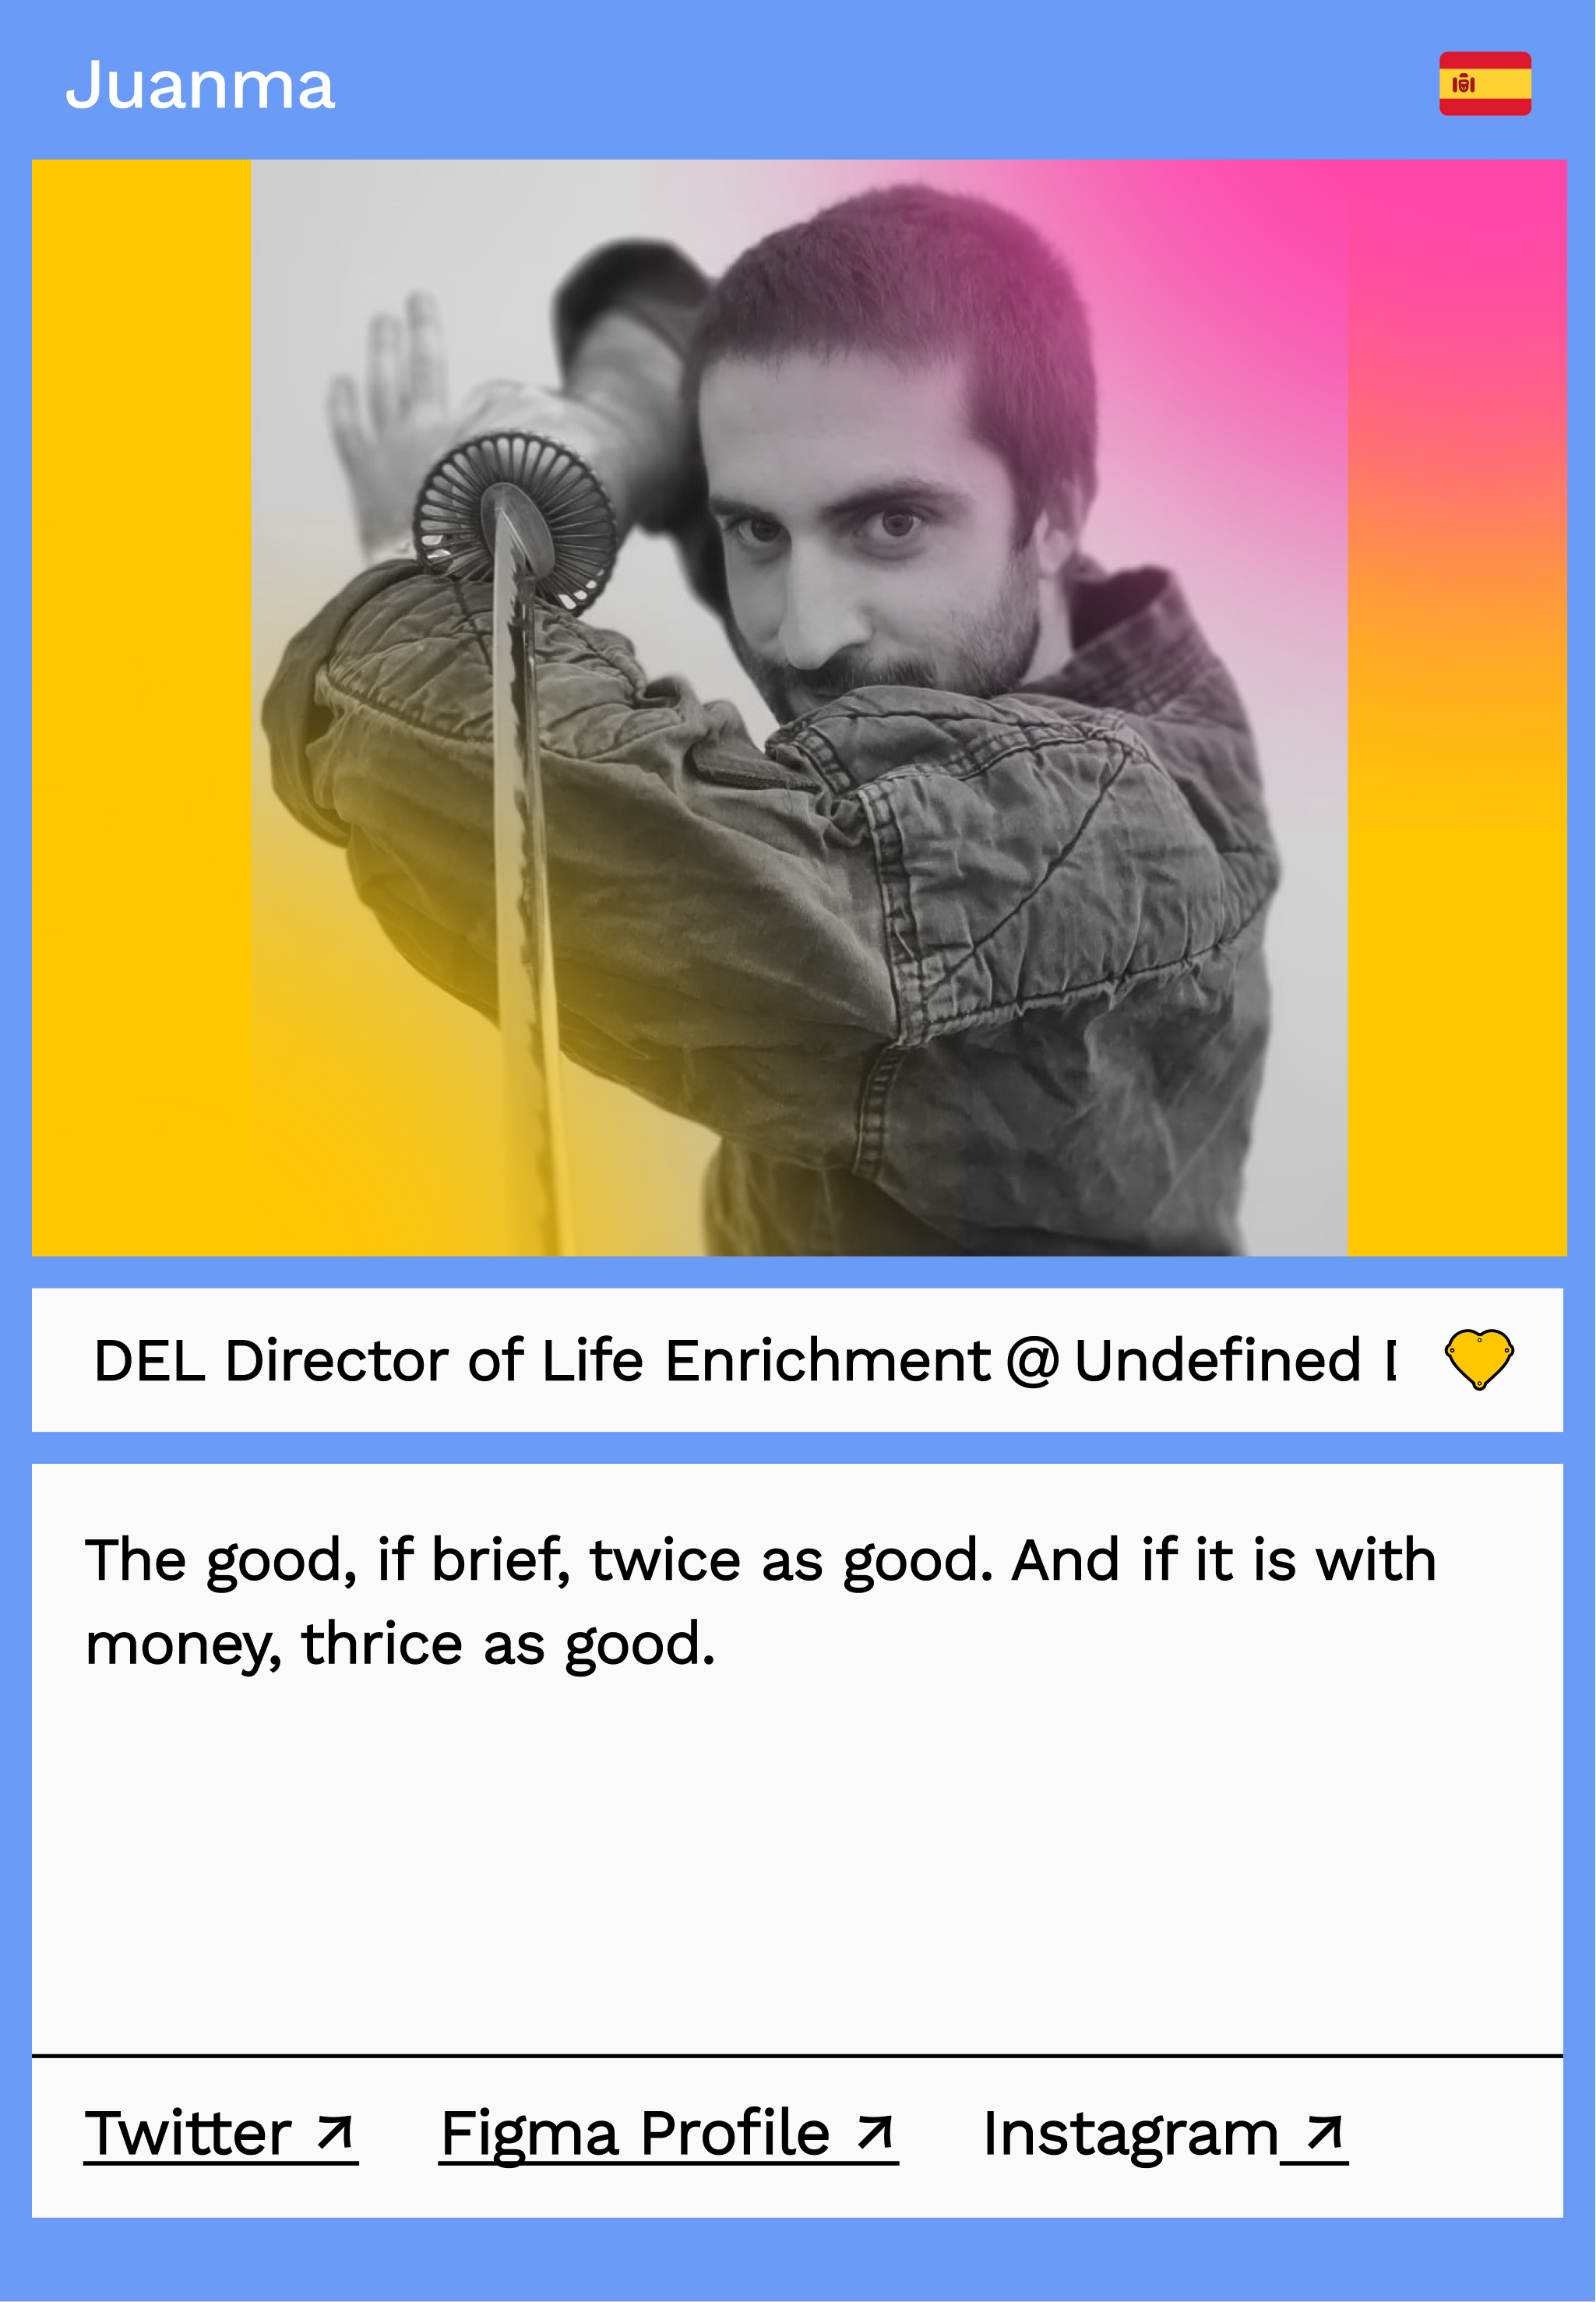 Juanma
DEL Director of Life Enrichment @ Undefined
The good, if brief, twice as good. And if it is with
money, thrice as good.
Twitter ↗ Figma Profile ↗ Instagram ↗